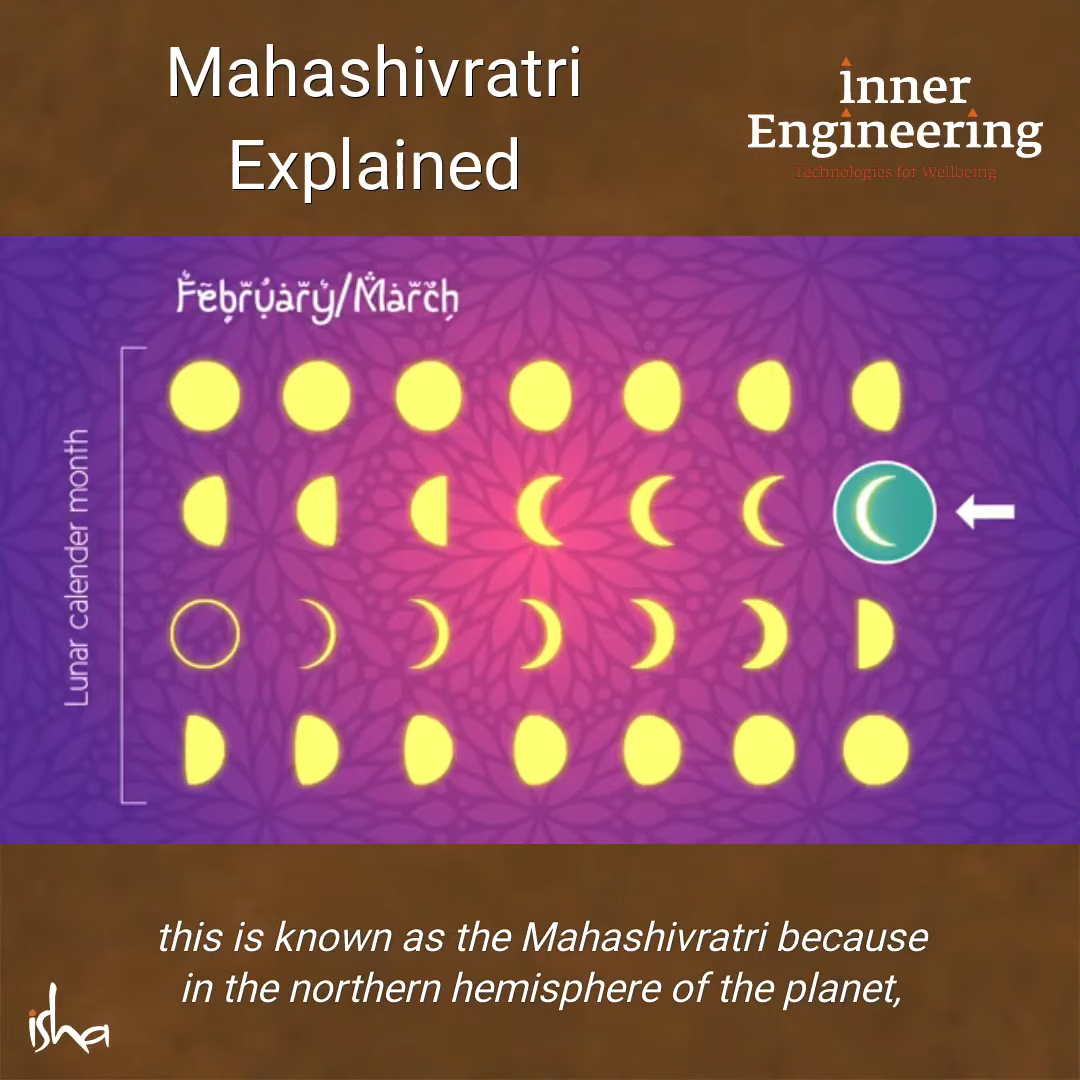 Mahashivratri
Explained
inner
Engineering
Technologies for Wellbeing
February/March
Lunar calender month
this is known as the Mahashivratri because
in the northern hemisphere of the planet,
isha